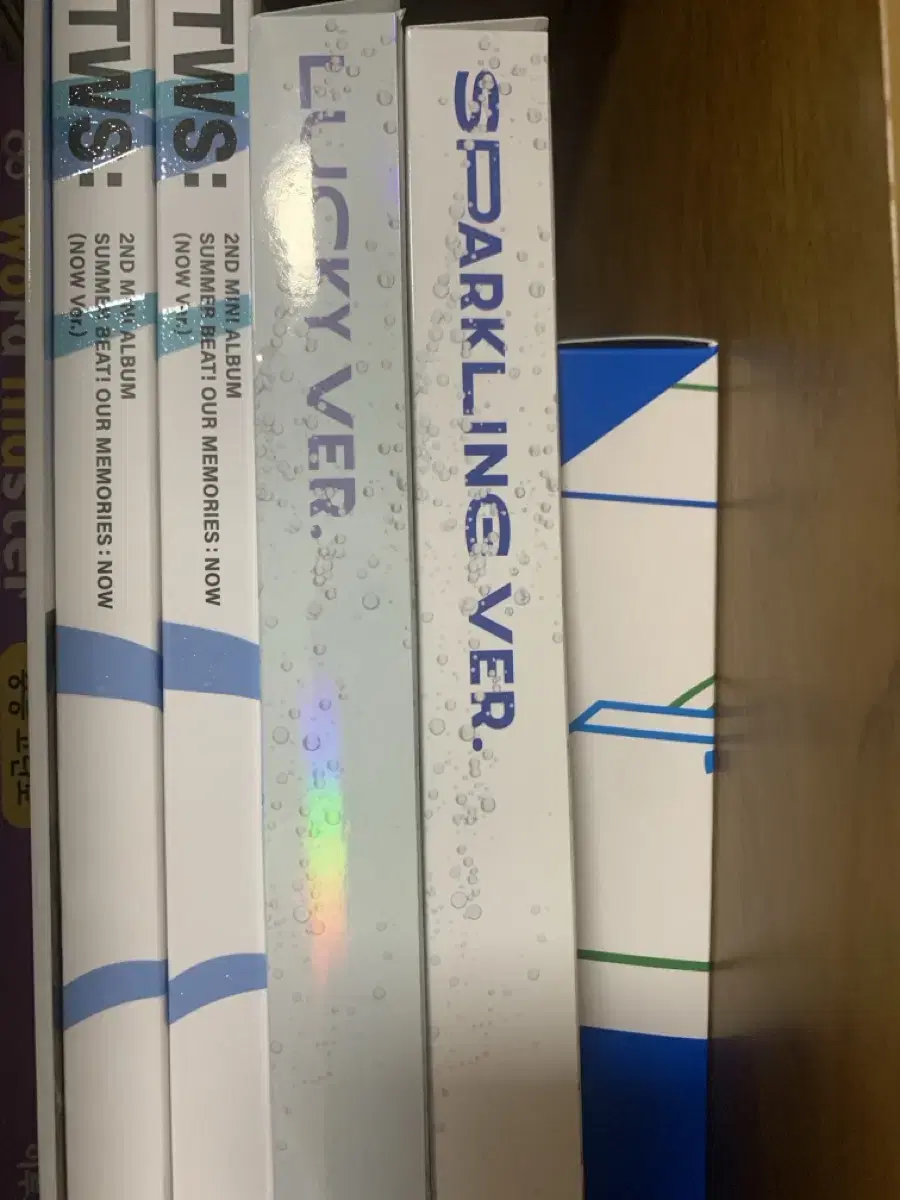 Word Master
TWS:
2ND MINI ALBUM
SUMMER BEAT! OUR MEMORIES : NOW
(NOW Ver.)
TWS:
2ND MINI ALBUM
SUMMER BEAT! OUR MEMORIES : NOW
(NOW Ver.)
LUCKY VER.
SPARKLING VER.